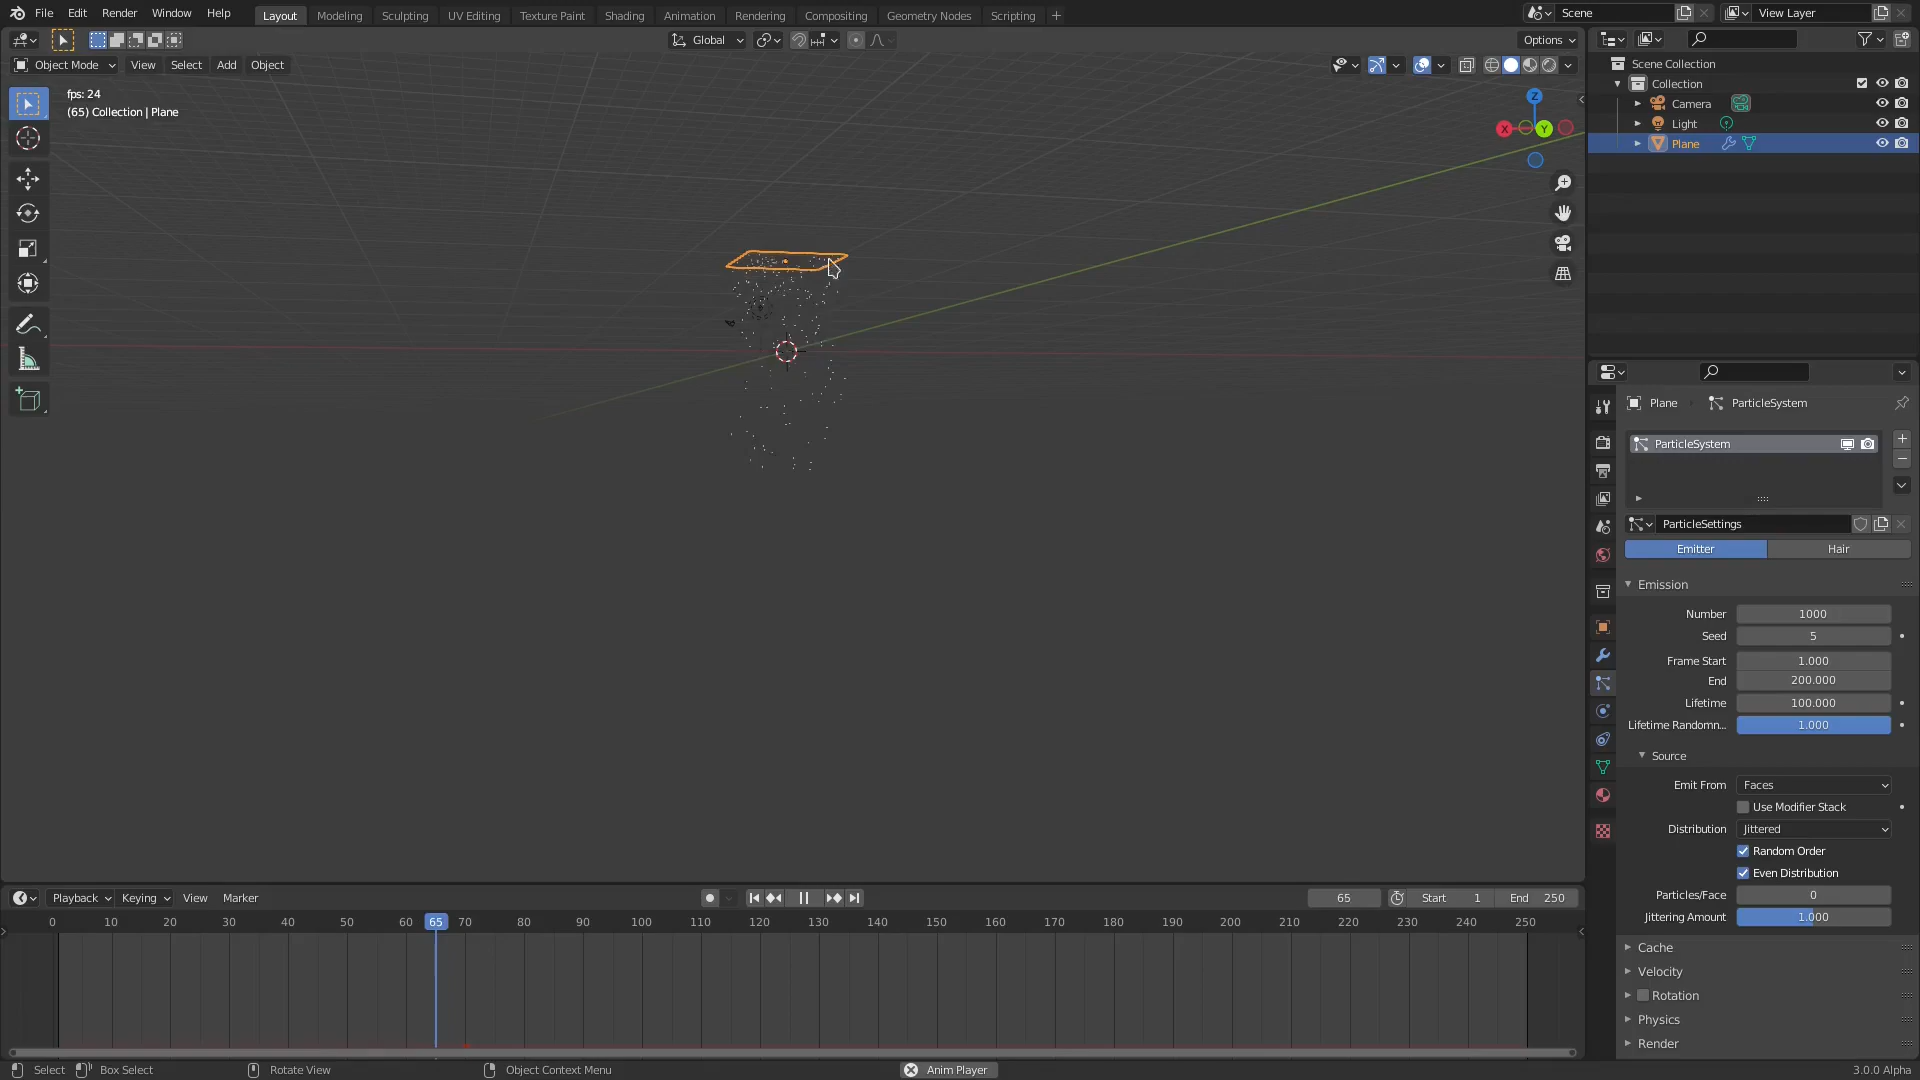 File Edit Render Window Help Layout Modeling Sculpting UV Editing Texture Paint Shading Animation Rendering Compositing Geometry Nodes Scripting + Scene View Layer
Global Options
Object Mode View Select Add Object
fps: 24
(65) Collection | Plane
Z
X Y
Scene Collection
Collection
Camera
Light
Plane
Plane ParticleSystem
ParticleSystem
ParticleSettings
Emitter Hair
Emission
Number 1000
Seed 5
Frame Start 1.000
End 200.000
Lifetime 100.000
Lifetime Randomn... 1.000
Source
Emit From Faces
Use Modifier Stack
Distribution Jittered
Random Order
Even Distribution
Particles/Face 0
Jittering Amount 1.000
Cache
Velocity
Rotation
Physics
Render
Playback Keying View Marker 65 Start 1 End 250
0 10 20 30 40 50 60 65 70 80 90 100 110 120 130 140 150 160 170 180 190 200 210 220 230 240 250
Select Box Select Rotate View Object Context Menu Anim Player 3.0.0 Alpha